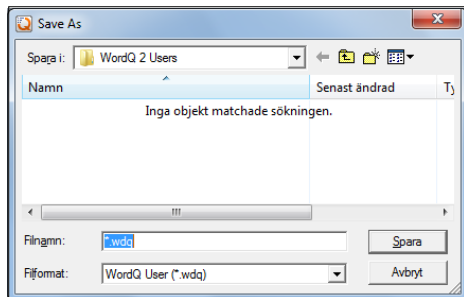 Save As
Spara i: WordQ 2 Users
Namn Senast ändrad Ty
Inga objekt matchade sökningen.
Filnamn: *.wdq Spara
Filformat: WordQ User (*.wdq) Avbryt